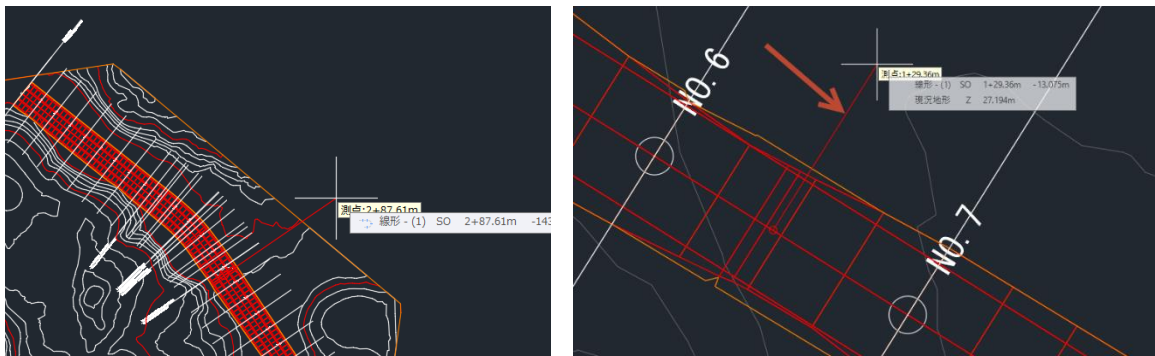 測点:2+87.61m
線形 - (1) SO 2+87.61m -143
NO. 6
測点:1+29.36m
線形 - (1) SO 1+29.36m -13.075m
現況地形 Z 27.194m
NO. 7